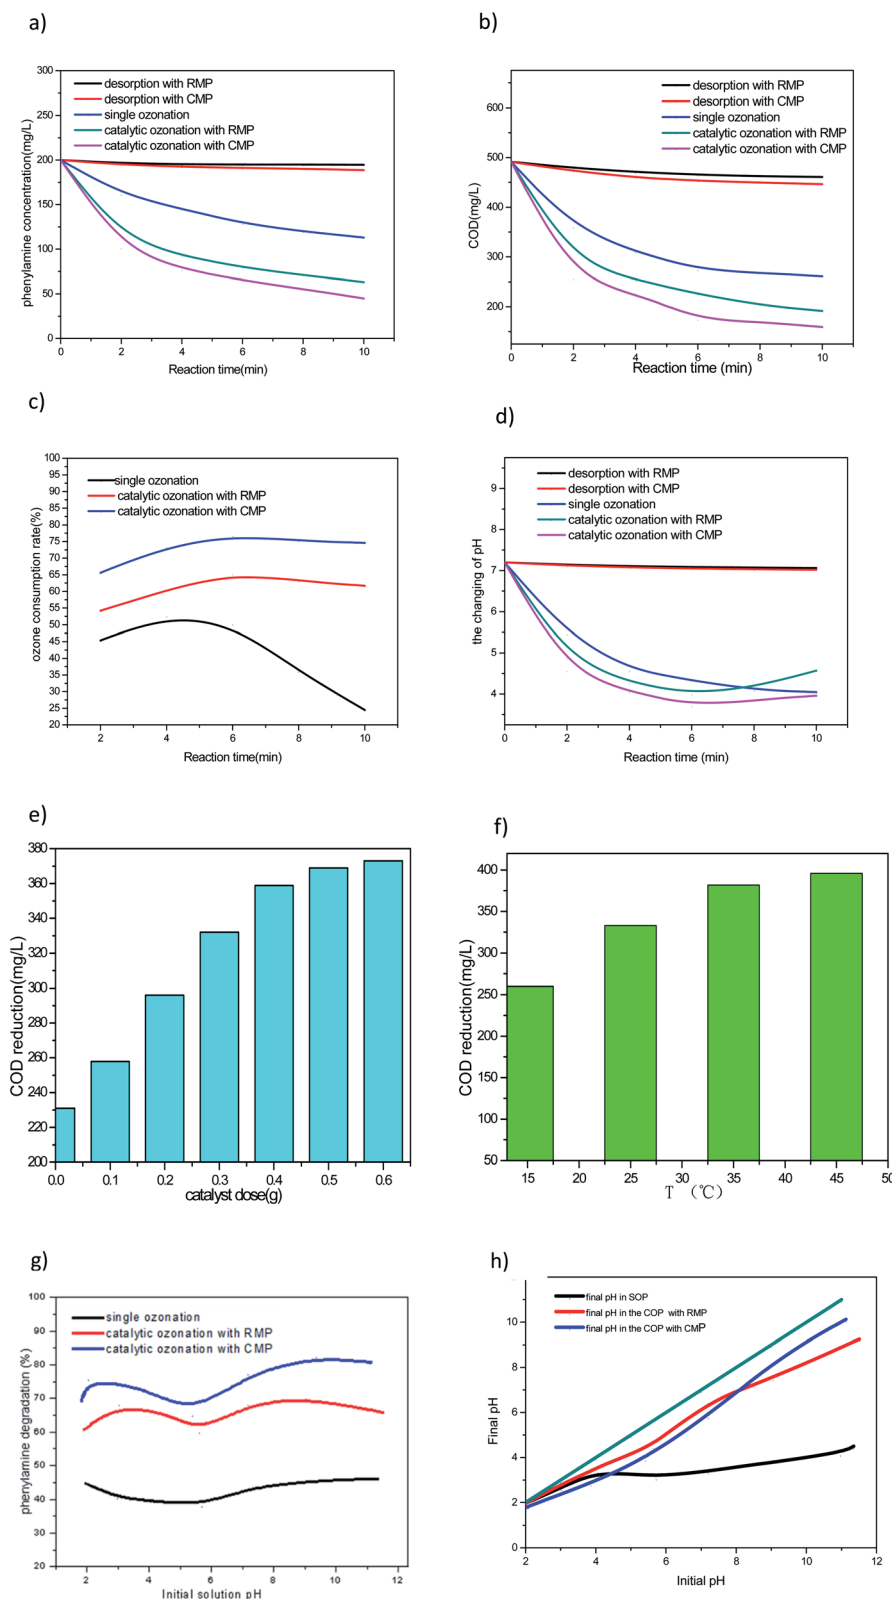 a)
300
250
200
150
100
50
0
phenylamine concentration(mg/L)
desorption with RMP
desorption with CMP
single ozonation
catalytic ozonation with RMP
catalytic ozonation with CMP
0 2 4 6 8 10
Reaction time(min)
b)
600
500
400
300
200
COD(mg/L)
desorption with RMP
desorption with CMP
single ozonation
catalytic ozonation with RMP
catalytic ozonation with CMP
0 2 4 6 8 10
Reaction time (min)
c)
100
95
90
85
80
75
70
65
60
55
50
45
40
35
30
25
20
ozone consumption rate(%)
single ozonation
catalytic ozonation with RMP
catalytic ozonation with CMP
2 4 6 8 10
Reaction time(min)
d)
9
8
7
6
5
4
the changing of pH
desorption with RMP
desorption with CMP
single ozonation
catalytic ozonation with RMP
catalytic ozonation with CMP
0 2 4 6 8 10
Reaction time (min)
e)
380
360
340
320
300
280
260
240
220
200
COD reduction(mg/L)
0.0 0.1 0.2 0.3 0.4 0.5 0.6
catalyst dose(g)
f)
400
350
300
250
200
150
100
50
COD reduction(mg/L)
15 20 25 30 35 40 45 50
T （℃）
g)
100
90
80
70
60
50
40
30
20
phenylamine degradation (%)
single ozonation
catalytic ozonation with RMP
catalytic ozonation with CMP
2 4 6 8 10 12
Initial solution pH
h)
10
8
6
4
2
0
Final pH
final pH in SOP
final pH in the COP with RMP
final pH in the COP with CMP
2 4 6 8 10 12
Initial pH